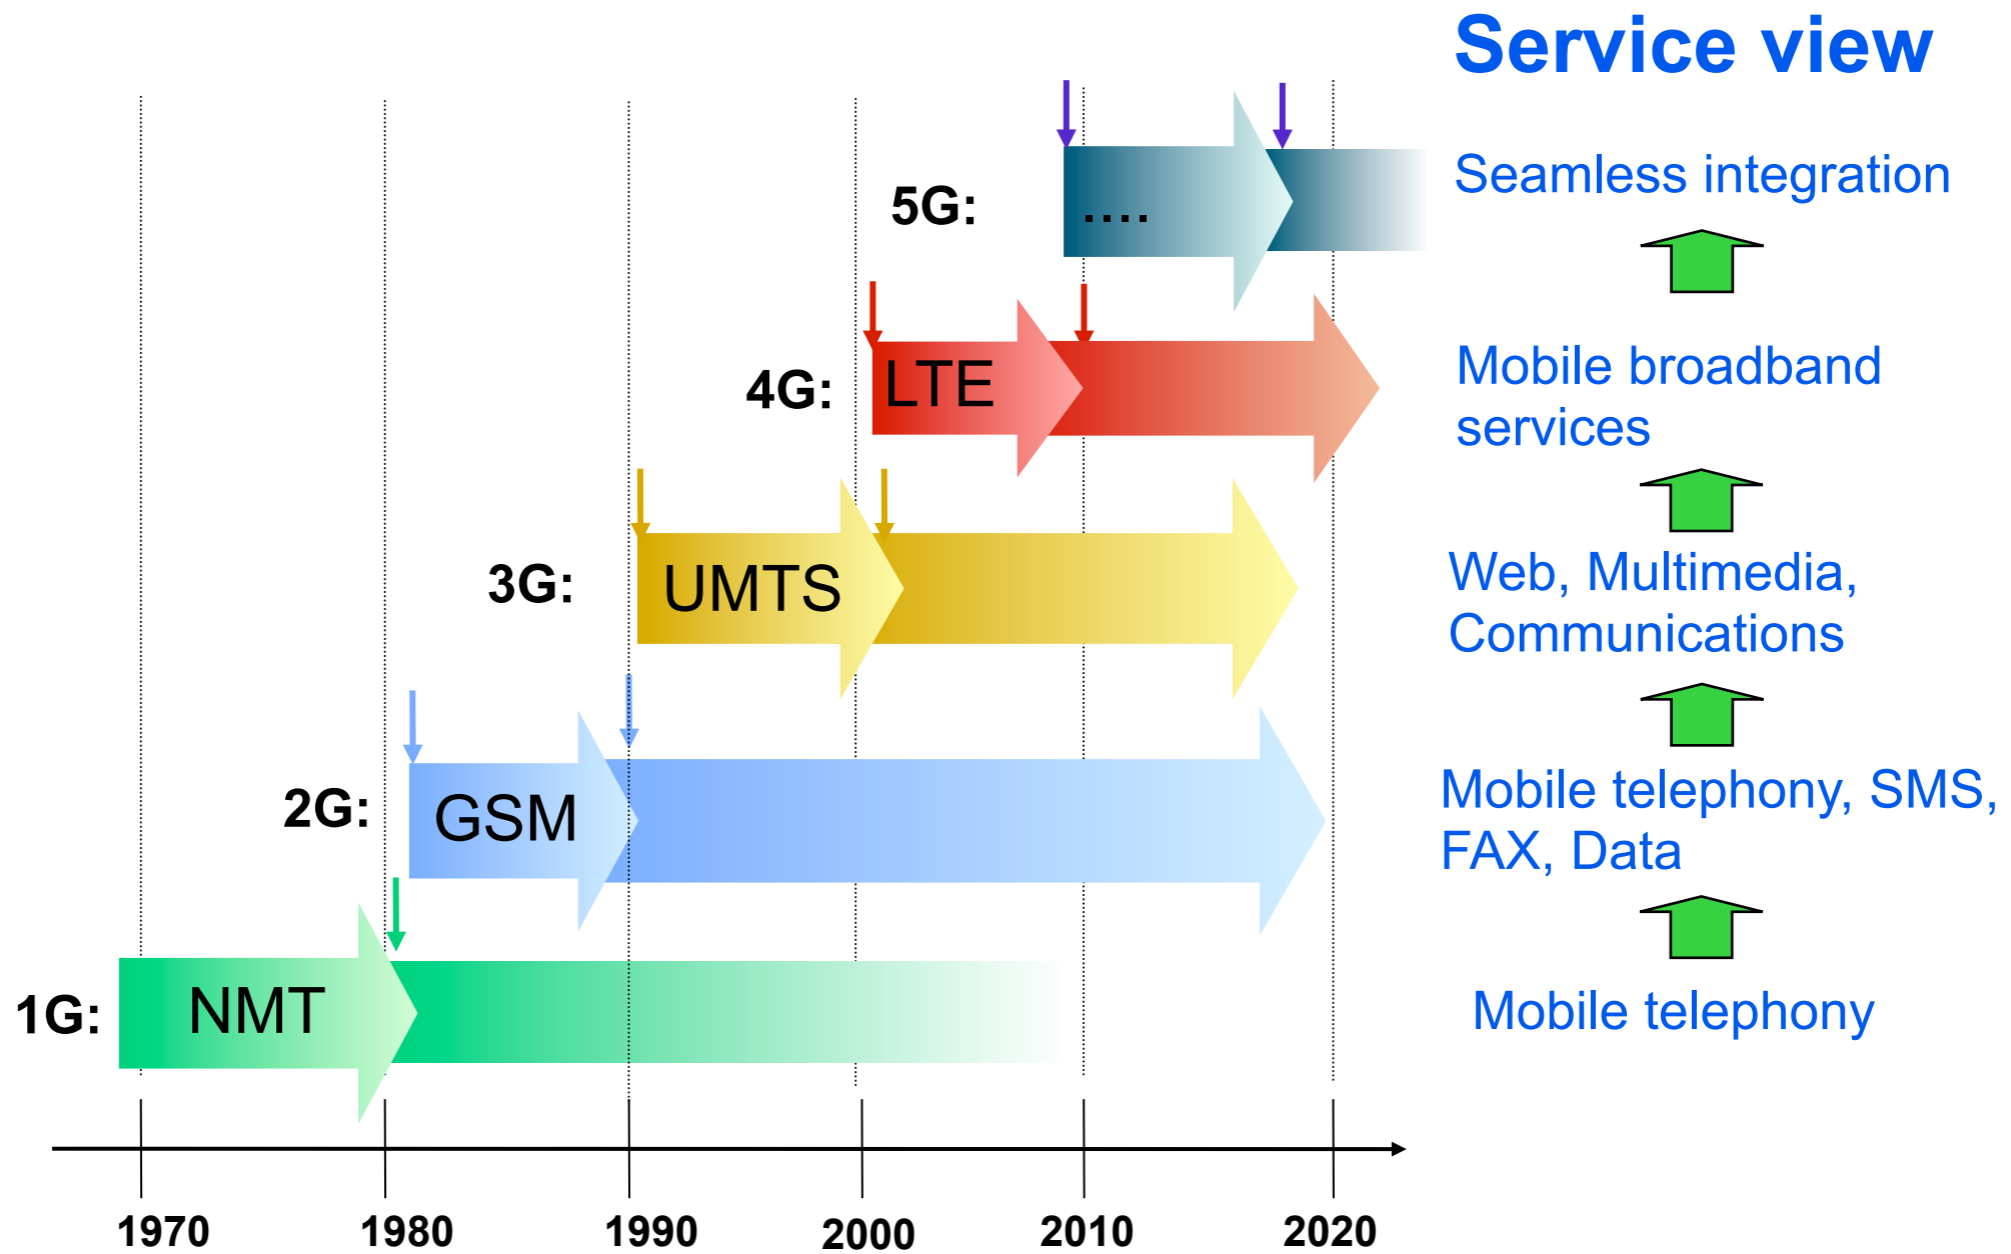 Service view
5G:
....
Seamless integration
4G:
LTE
Mobile broadband
services
3G:
UMTS
Web, Multimedia,
Communications
2G:
GSM
Mobile telephony, SMS,
FAX, Data
1G:
NMT
Mobile telephony
1970
1980
1990
2000
2010
2020